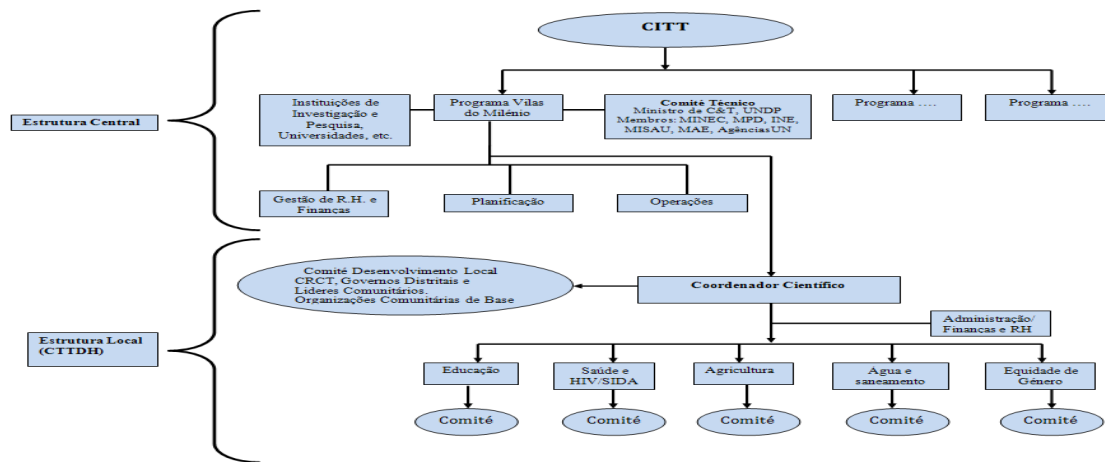 CITT
Estrutura Central
Instituições de
Investigação e
Pesquisa,
Universidades, etc.
Programa Vilas
do Milénio
Comité Técnico
Ministro de C&T, UNDP
Membros: MINEC, MPD, INE,
MISAU, MAE, AgênciasUN
Programa ....
Programa ....
Gestão de R.H. e
Finanças
Planificação
Operações
Comité Desenvolvimento Local
CRCT, Governos Distritais e
Lideres Comunitários.
Organizações Comunitárias de Base
Coordenador Científico
Administração/
Finanças e RH
Estrutura Local
(CTTDH)
Educação
Saúde e
HIV/SIDA
Agricultura
Água e
saneamento
Equidade de
Género
Comité
Comité
Comité
Comité
Comité